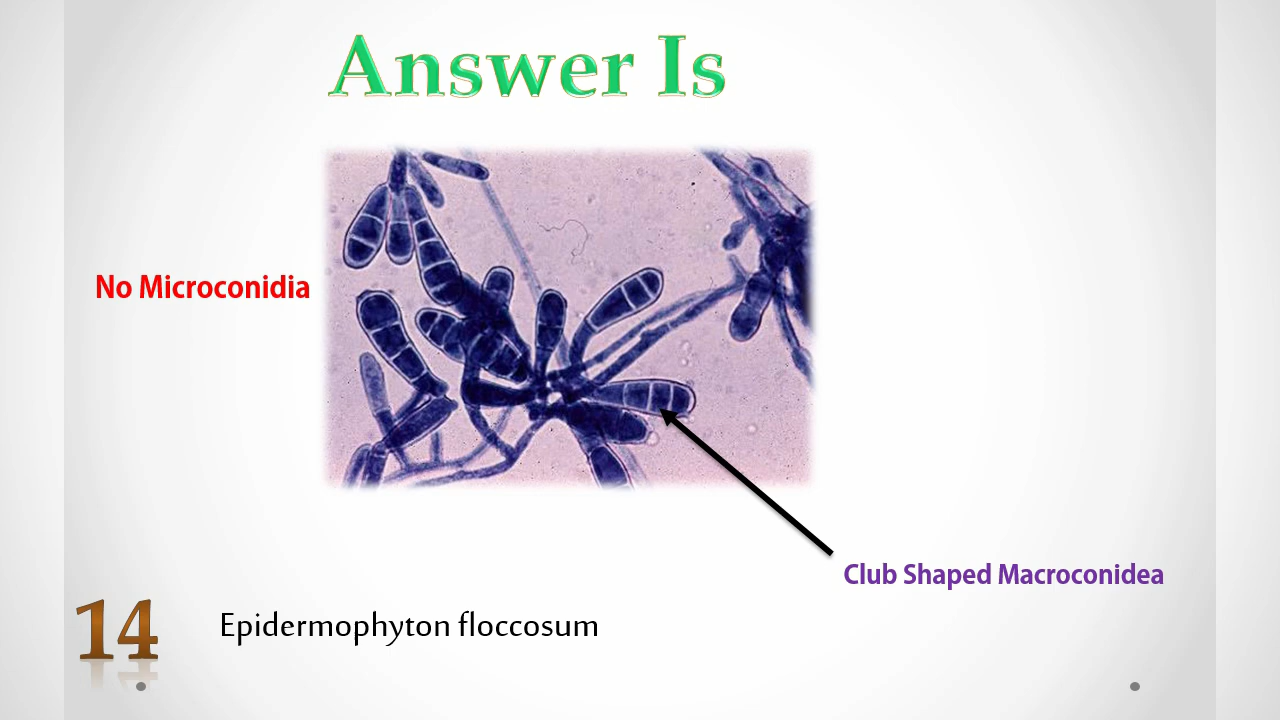 Answer Is
No Microconidia
Club Shaped Macroconidea
14
Epidermophyton floccosum